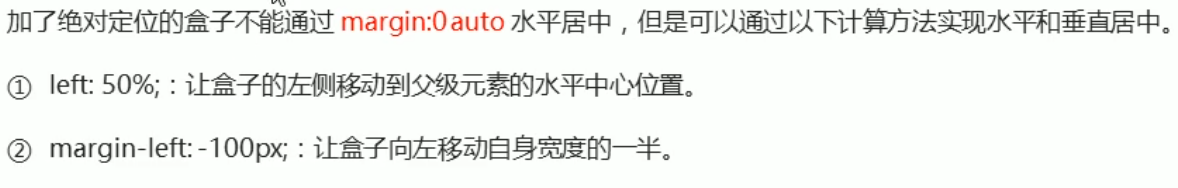 加了绝对定位的盒子不能通过 margin:0 auto 水平居中，但是可以通过以下计算方法实现水平和垂直居中。
① left: 50%;：让盒子的左侧移动到父级元素的水平中心位置。
② margin-left: -100px;：让盒子向左移动自身宽度的一半。